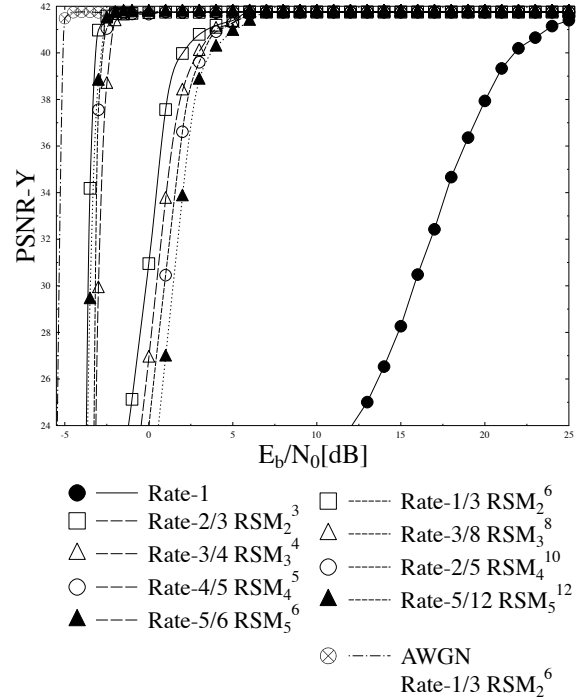 42
40
38
36
34
32
30
28
26
24
PSNR-Y
-5 0 5 10 15 20 25
E_b/N_0[dB]
Rate-1
Rate-2/3 RSM_2^3
Rate-3/4 RSM_3^4
Rate-4/5 RSM_4^5
Rate-5/6 RSM_5^6
Rate-1/3 RSM_2^6
Rate-3/8 RSM_3^8
Rate-2/5 RSM_4^10
Rate-5/12 RSM_5^12
AWGN
Rate-1/3 RSM_2^6